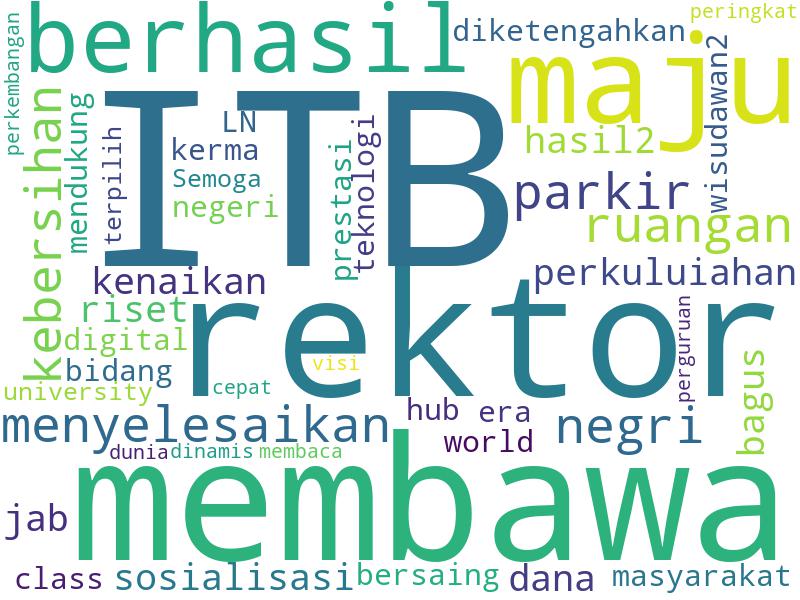 perkembangan
berhasil
diketengahkan
peringkat
maju
kebersihan
mendukung
terpilih
ITB
LN
kerma
Semoga
negeri
prestasi
teknologi
hasil2
wisudawan2
parkir
ruangan
kenaikan
perkuluiahan
riset
rektor
digital
bidang
visi
perguruan
bagus
university
cepat
menyelesaikan
hub
era
negri
world
dunia
dinamis
membaca
membawa
jab
class
sosialisasi
bersaing
dana
masyarakat